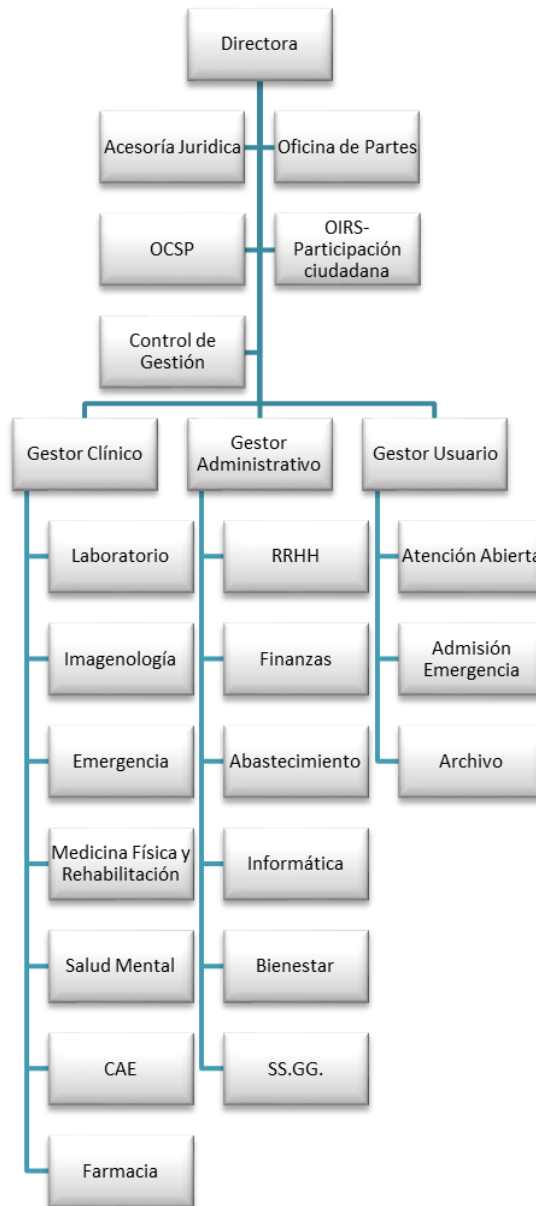 Directora
Acesoría Juridica
Oficina de Partes
OCSP
OIRS-
Participación
ciudadana
Control de
Gestión
Gestor Clínico
Gestor
Administrativo
Gestor Usuario
Laboratorio
RRHH
Atención Abierta
Imagenología
Finanzas
Admisión
Emergencia
Emergencia
Abastecimiento
Archivo
Medicina Física y
Rehabilitación
Informática
Salud Mental
Bienestar
CAE
SS.GG.
Farmacia